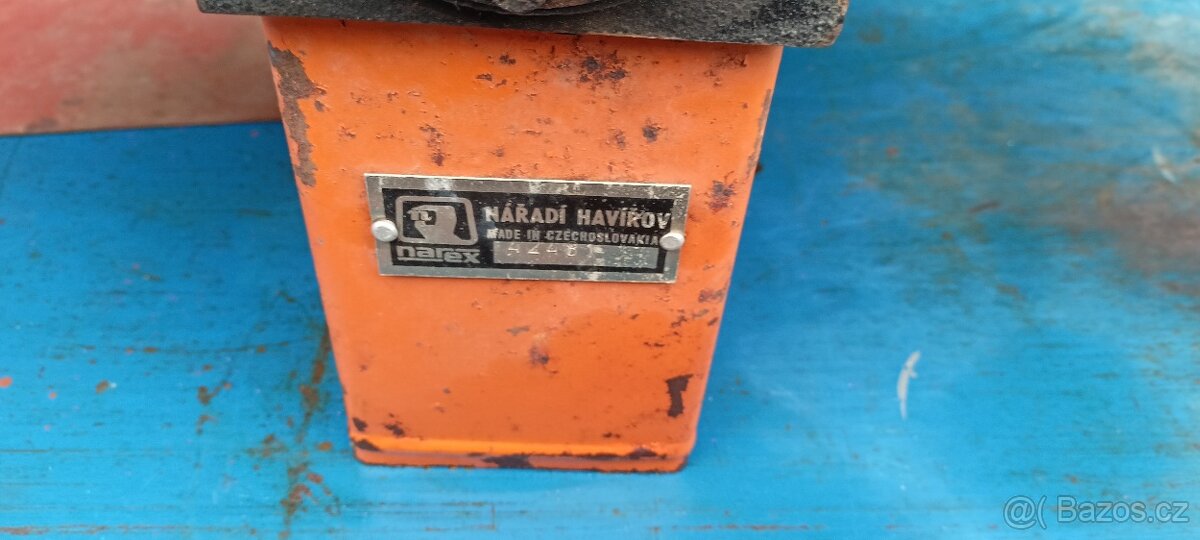 NÁŘADÍ HAVÍŘOV
MADE IN CZECHOSLOVAKIA
narex
@ Bazos.cz